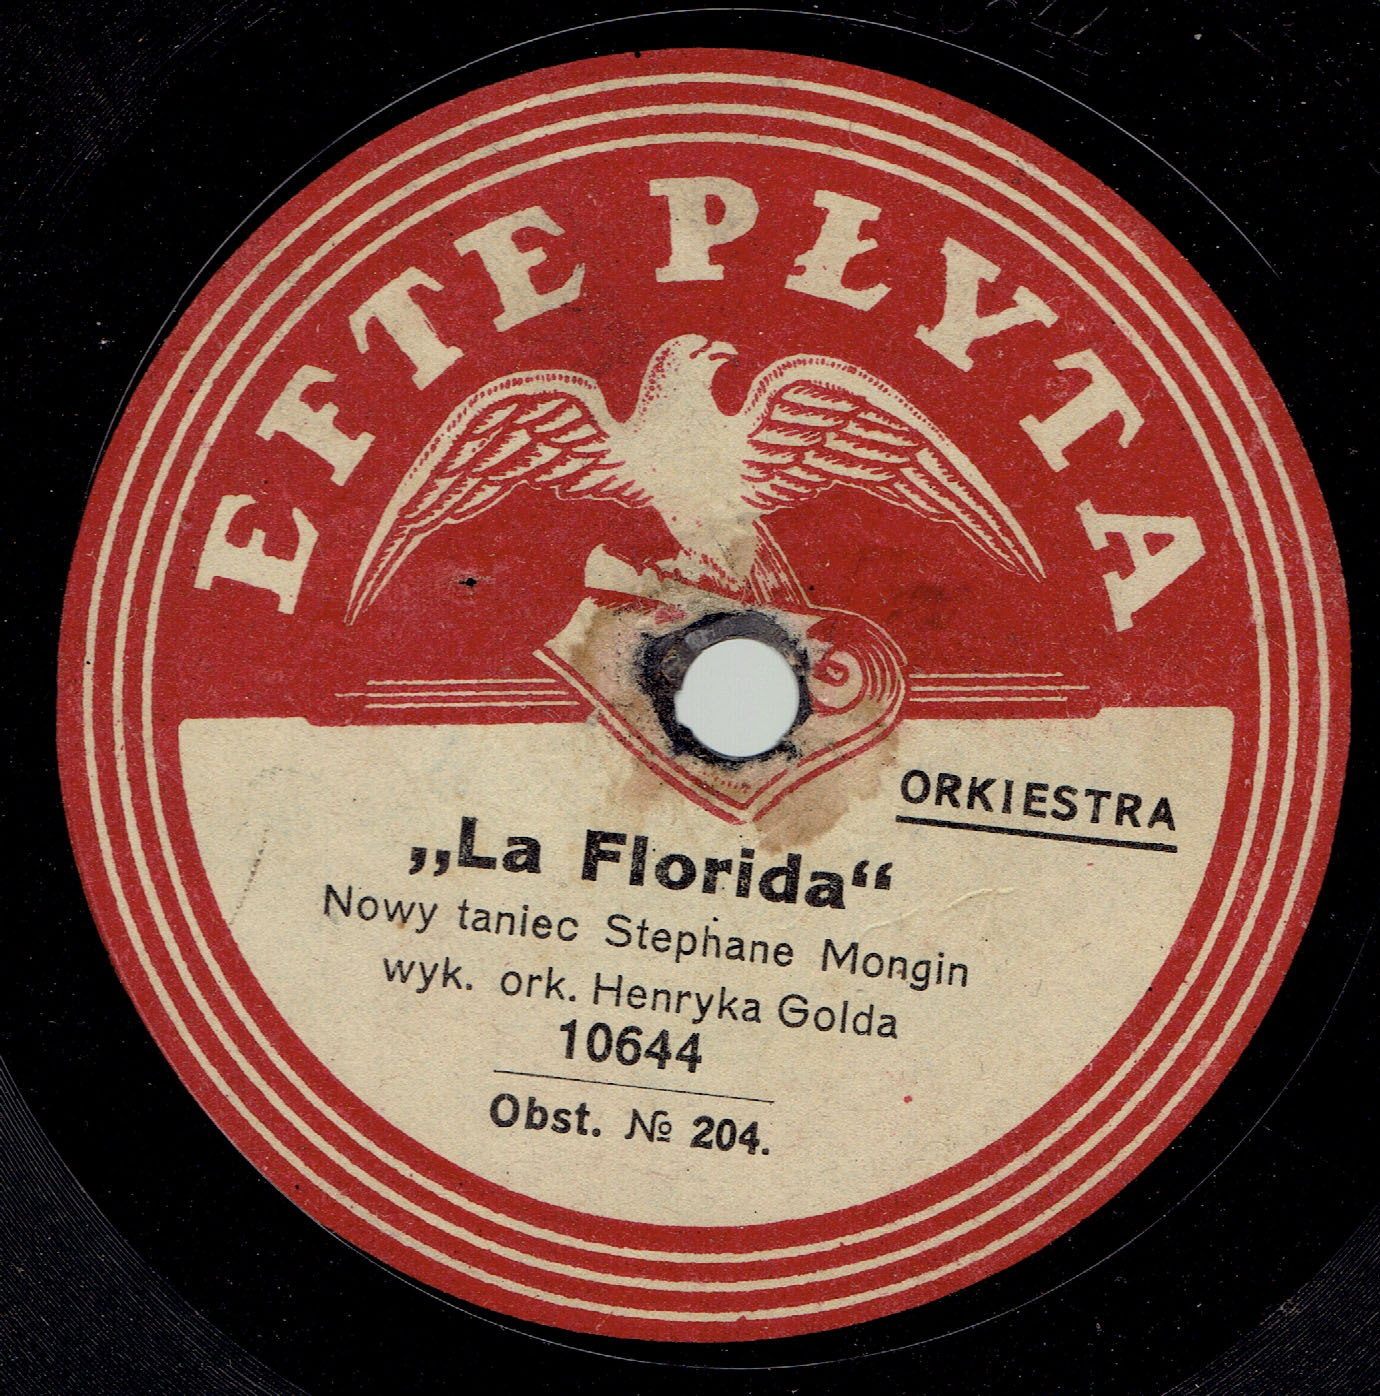 EFTE PŁYTA
ORKIESTRA
„La Florida“
Nowy taniec Stephane Mongin
wyk. ork. Henryka Golda
10644
Obst. № 204.